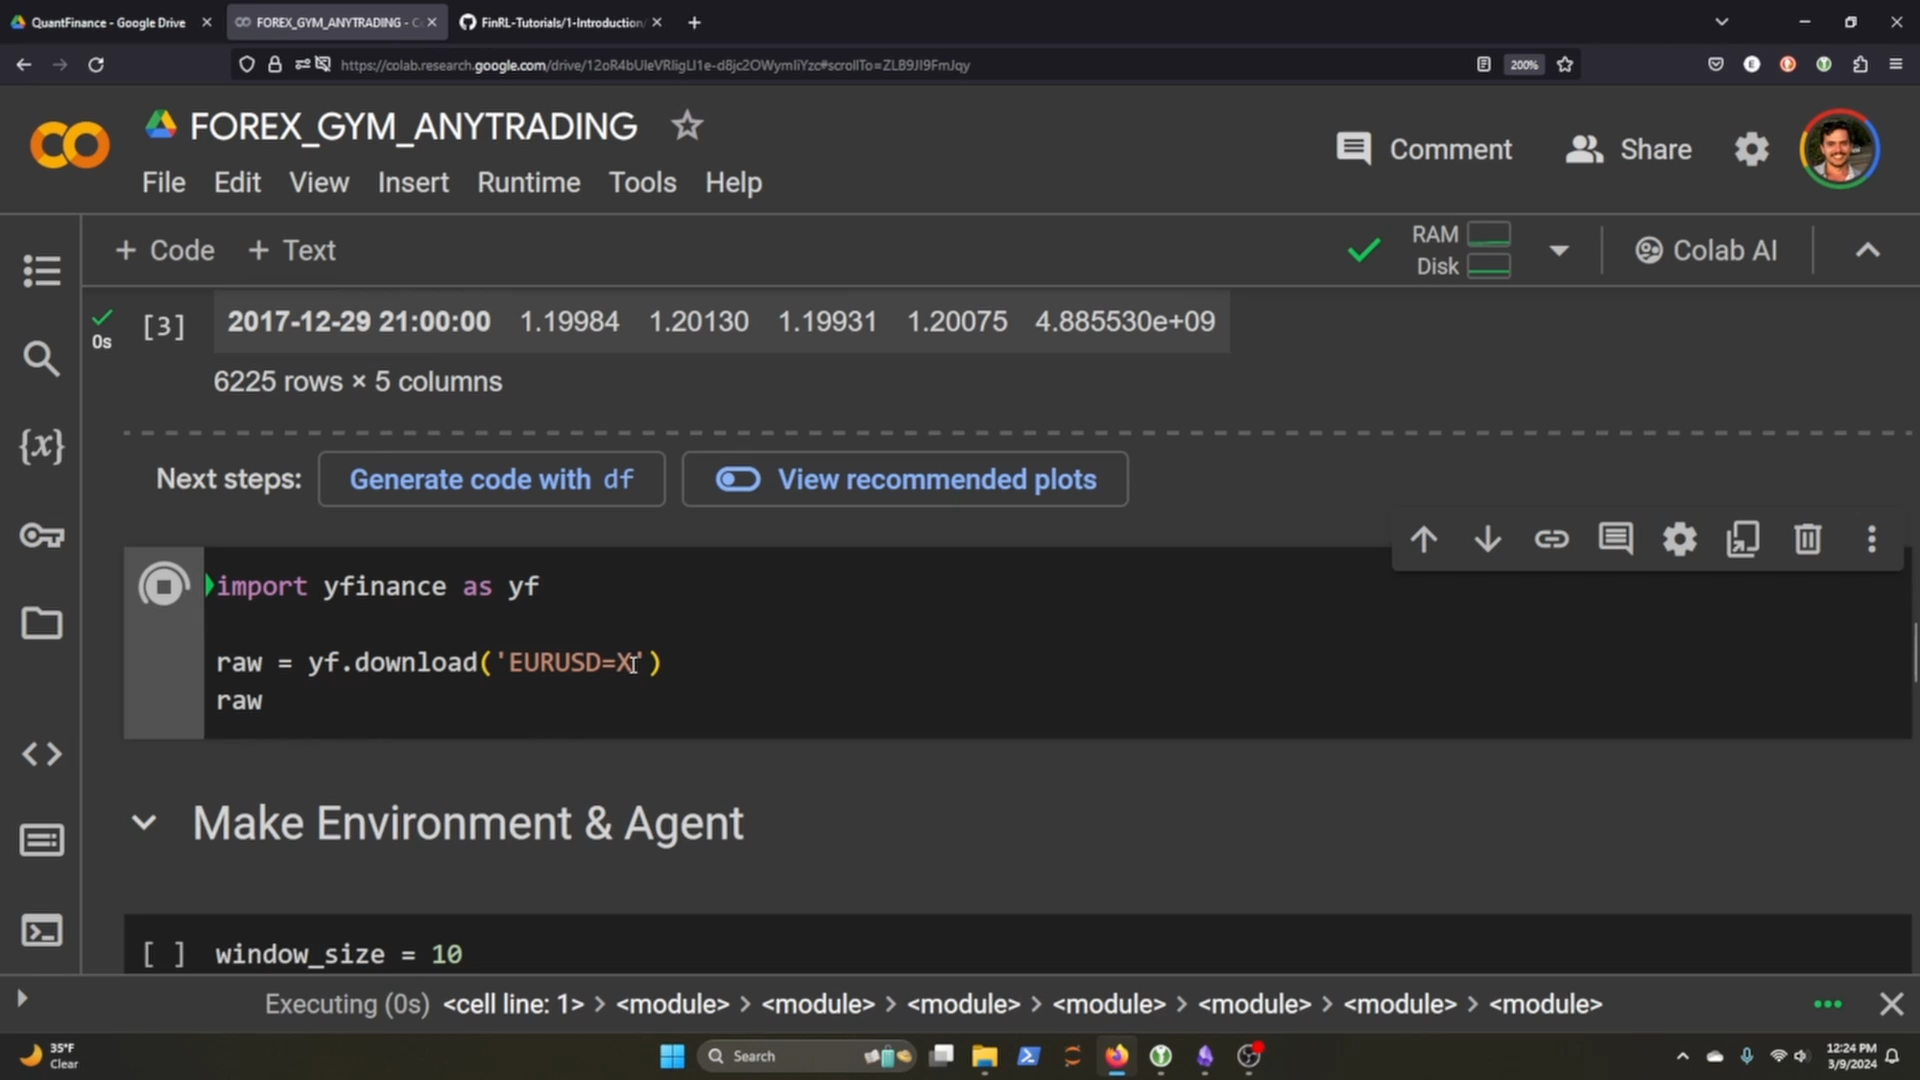 QuantFinance - Google Drive
FOREX_GYM_ANYTRADING - C
FinRL-Tutorials/1-Introduction
https://colab.research.google.com/drive/12oR4bUleVRligLl1e-d8jc2OWymIiYzc#scrollTo=ZLB9JI9FmJqy
200%
FOREX_GYM_ANYTRADING
Comment
Share
File Edit View Insert Runtime Tools Help
+ Code + Text
RAM
Disk
Colab AI
0s
[3]
2017-12-29 21:00:00 1.19984 1.20130 1.19931 1.20075 4.885530e+09
6225 rows × 5 columns
Next steps: Generate code with df View recommended plots
import yfinance as yf
raw = yf.download('EURUSD=X')
raw
Make Environment & Agent
[ ] window_size = 10
Executing (0s) <cell line: 1> > <module> > <module> > <module> > <module> > <module> > <module> > <module>
35°F
Clear
Search
12:24 PM
3/9/2024